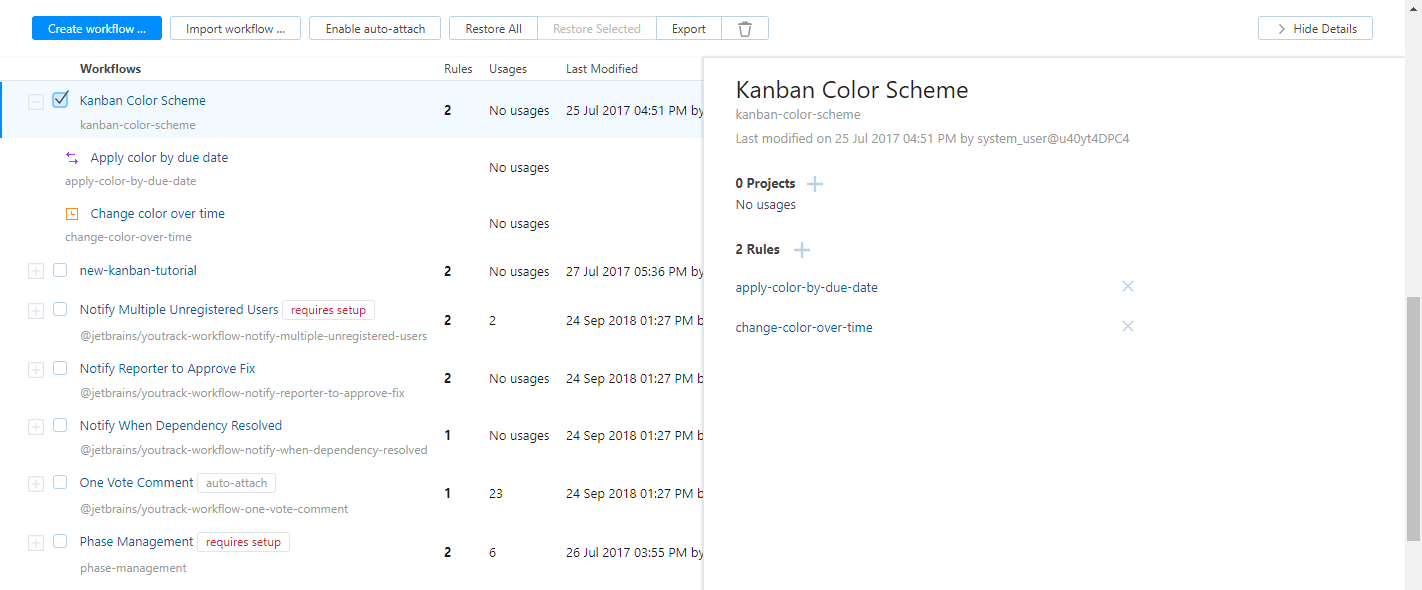 Create workflow ... Import workflow ... Enable auto-attach Restore All Restore Selected Export Hide Details
Workflows Rules Usages Last Modified
Kanban Color Scheme 2 No usages 25 Jul 2017 04:51 PM by
kanban-color-scheme
Apply color by due date No usages
apply-color-by-due-date
Change color over time No usages
change-color-over-time
new-kanban-tutorial 2 No usages 27 Jul 2017 05:36 PM by
Notify Multiple Unregistered Users requires setup 2 2 24 Sep 2018 01:27 PM b
@jetbrains/youtrack-workflow-notify-multiple-unregistered-users
Notify Reporter to Approve Fix 2 No usages 24 Sep 2018 01:27 PM b
@jetbrains/youtrack-workflow-notify-reporter-to-approve-fix
Notify When Dependency Resolved 1 No usages 24 Sep 2018 01:27 PM b
@jetbrains/youtrack-workflow-notify-when-dependency-resolved
One Vote Comment auto-attach 1 23 24 Sep 2018 01:27 PM b
@jetbrains/youtrack-workflow-one-vote-comment
Phase Management requires setup 2 6 26 Jul 2017 03:55 PM by
phase-management
Kanban Color Scheme
kanban-color-scheme
Last modified on 25 Jul 2017 04:51 PM by system_user@u40yt4DPC4
0 Projects
No usages
2 Rules
apply-color-by-due-date
change-color-over-time